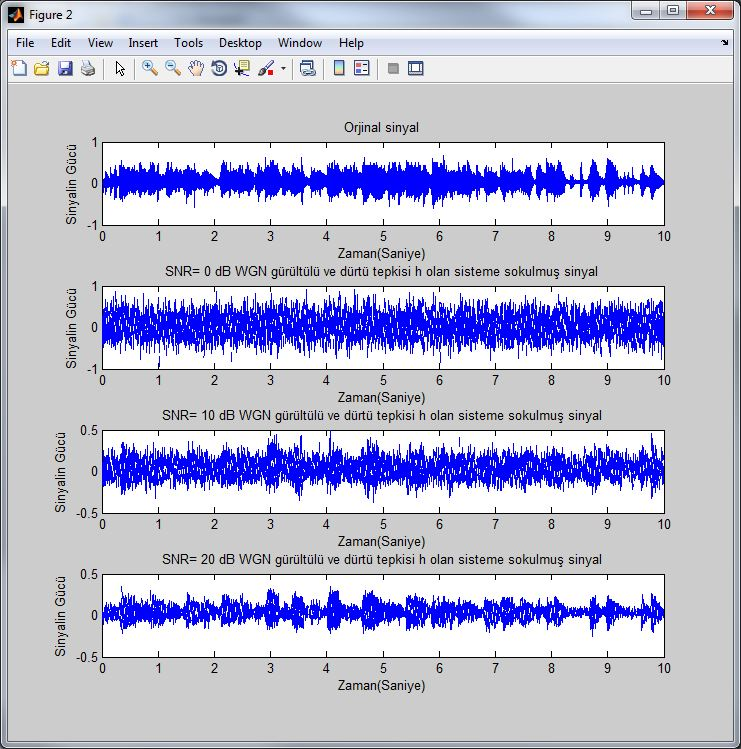 Figure 2
File Edit View Insert Tools Desktop Window Help
Orjinal sinyal
Sinyalin Gücü
1
0
-1
0 1 2 3 4 5 6 7 8 9 10
Zaman(Saniye)
SNR= 0 dB WGN gürültülü ve dürtü tepkisi h olan sisteme sokulmuş sinyal
Sinyalin Gücü
1
0
-1
0 1 2 3 4 5 6 7 8 9 10
Zaman(Saniye)
SNR= 10 dB WGN gürültülü ve dürtü tepkisi h olan sisteme sokulmuş sinyal
Sinyalin Gücü
0.5
0
-0.5
0 1 2 3 4 5 6 7 8 9 10
Zaman(Saniye)
SNR= 20 dB WGN gürültülü ve dürtü tepkisi h olan sisteme sokulmuş sinyal
Sinyalin Gücü
0.5
0
-0.5
0 1 2 3 4 5 6 7 8 9 10
Zaman(Saniye)